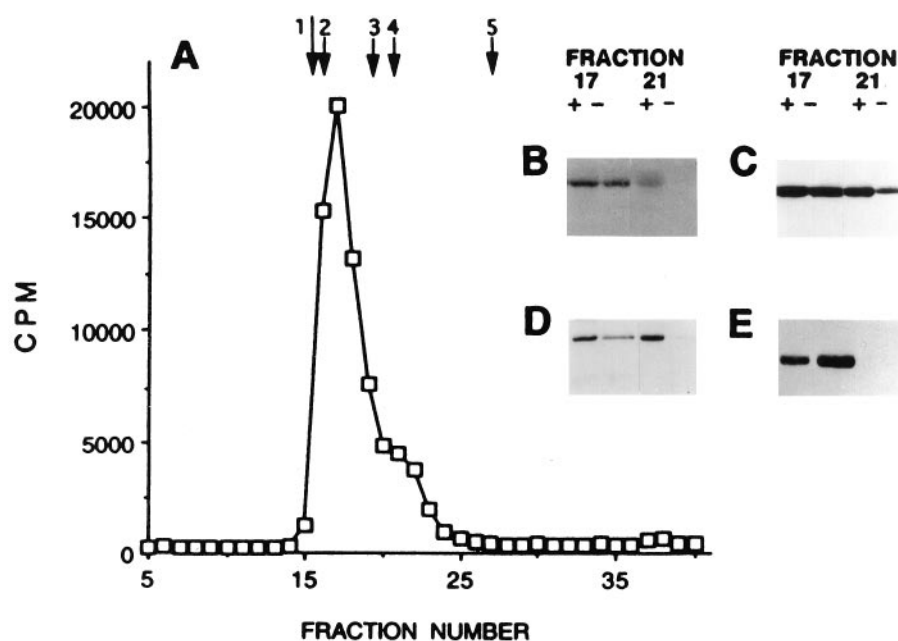 A
1 2 3 4 5
20000
15000
10000
5000
0
CPM
5 15 25 35
FRACTION NUMBER
FRACTION
17 21
+ - + -
FRACTION
17 21
+ - + -
B
C
D
E